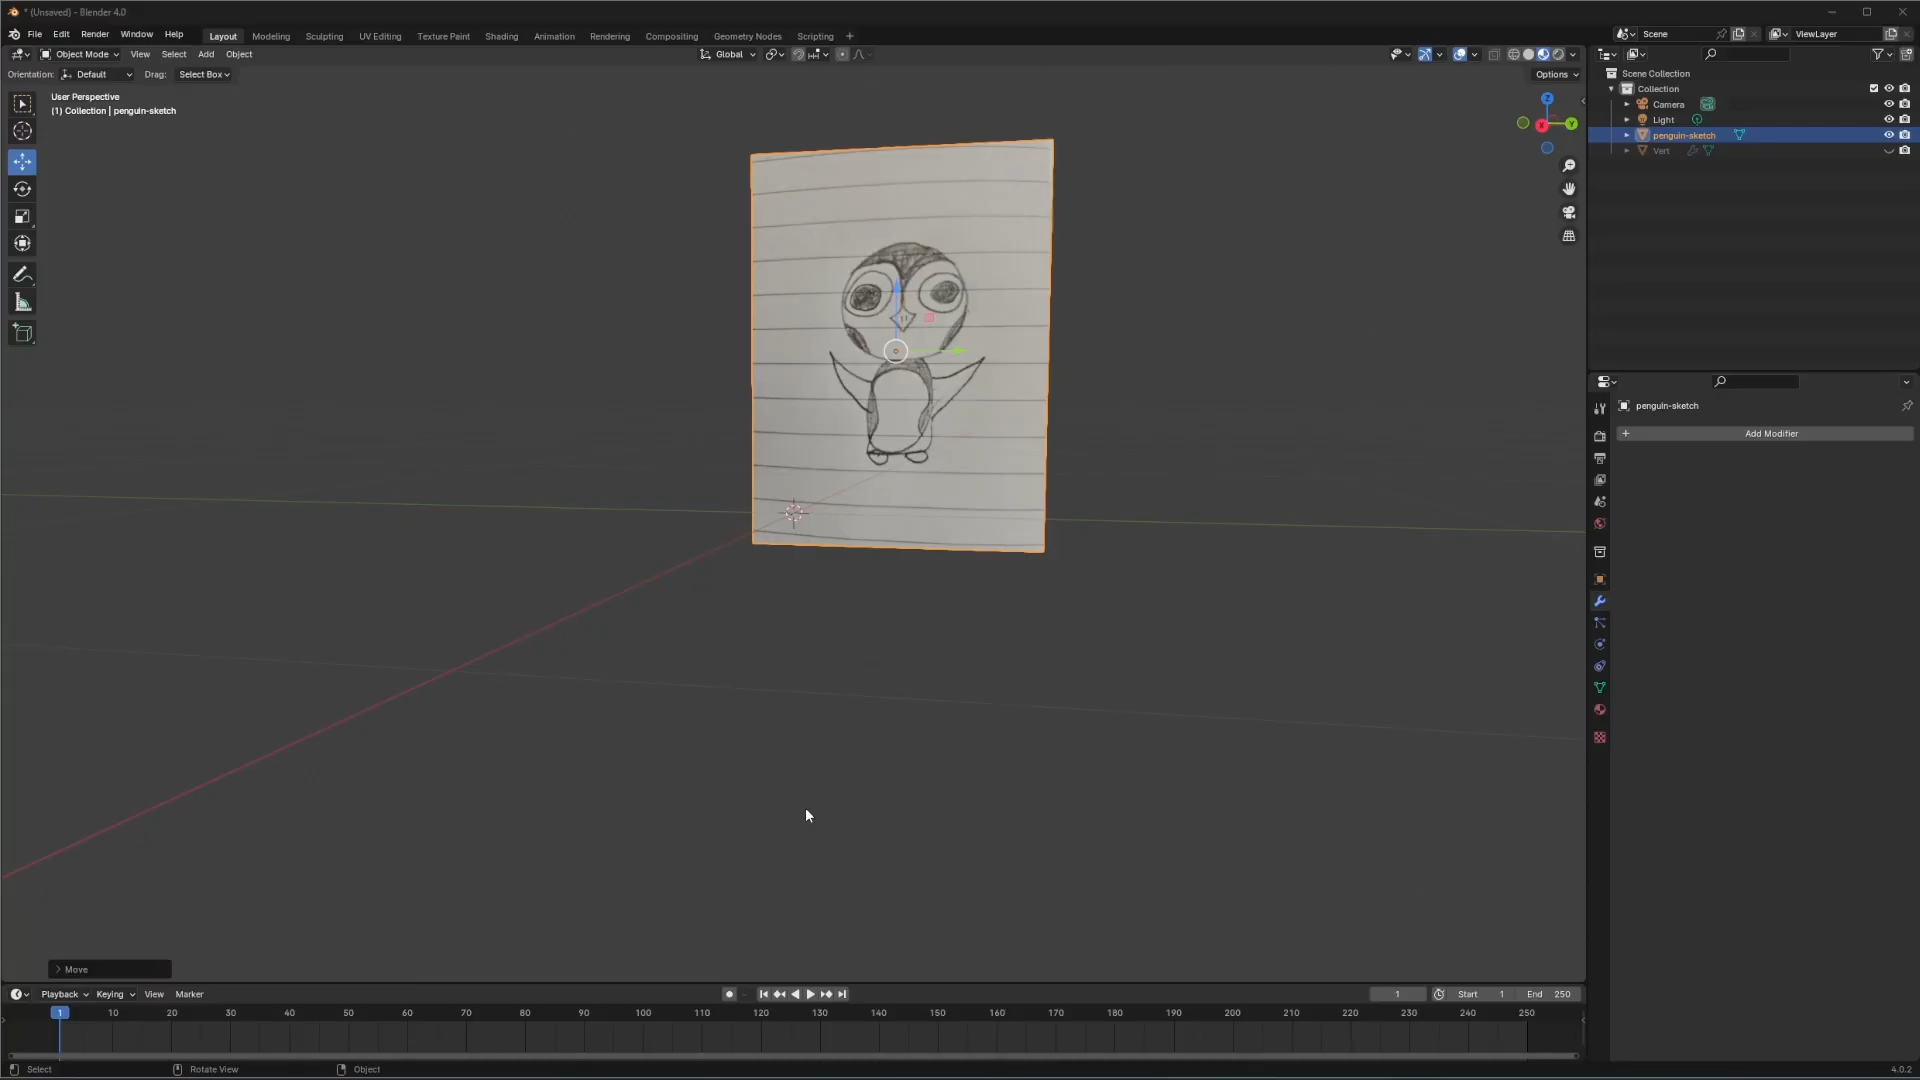 * (Unsaved) - Blender 4.0
File Edit Render Window Help Layout Modeling Sculpting UV Editing Texture Paint Shading Animation Rendering Compositing Geometry Nodes Scripting + Scene ViewLayer
Object Mode View Select Add Object Global
Orientation: Default Drag: Select Box Options
User Perspective
(1) Collection | penguin-sketch
Z
X
Y
Scene Collection
Collection
Camera
Light
penguin-sketch
Vert
penguin-sketch
+ Add Modifier
Move
Playback Keying View Marker 1 Start 1 End 250
1 10 20 30 40 50 60 70 80 90 100 110 120 130 140 150 160 170 180 190 200 210 220 230 240 250
Select Rotate View Object 4.0.2